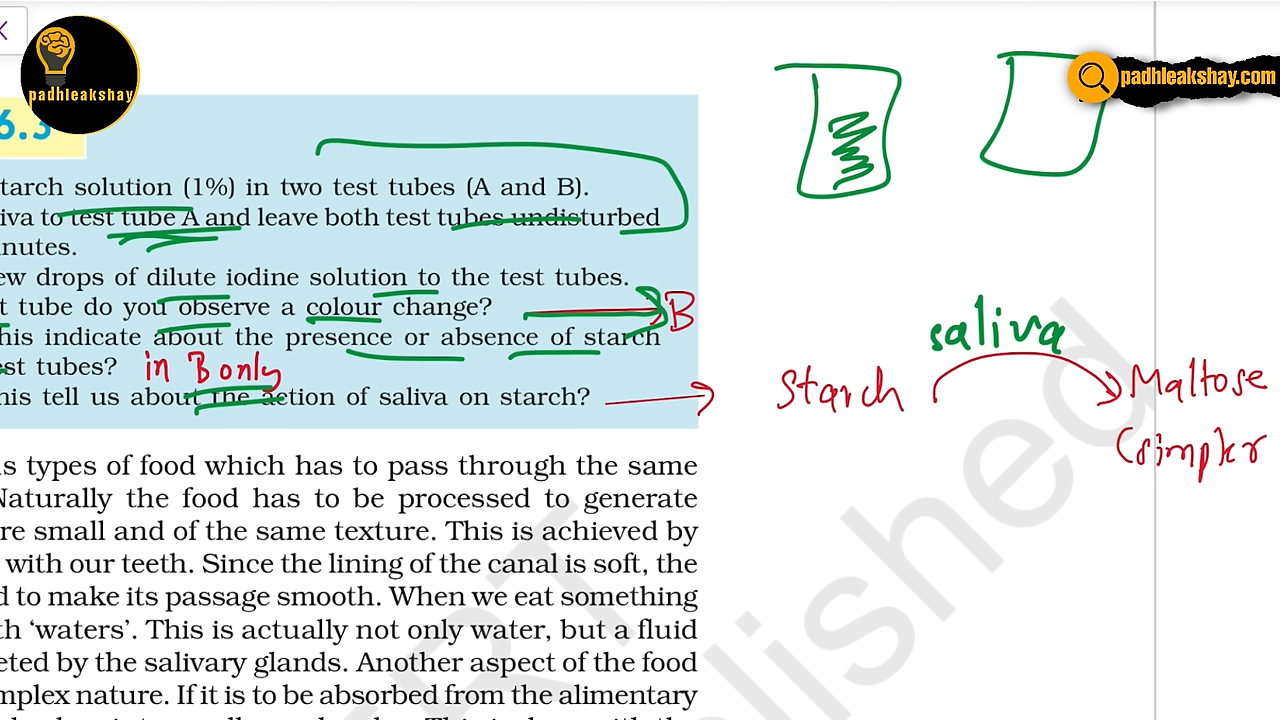 padhleakshay
padhleakshay.com
6.3
tarch solution (1%) in two test tubes (A and B).
iva to test tube A and leave both test tubes undisturbed
nutes.
ew drops of dilute iodine solution to the test tubes.
t tube do you observe a colour change?
B
his indicate about the presence or absence of starch
est tubes? in B only
his tell us about the action of saliva on starch?
saliva
Starch
Maltose
(simpler
s types of food which has to pass through the same
Naturally the food has to be processed to generate
re small and of the same texture. This is achieved by
with our teeth. Since the lining of the canal is soft, the
d to make its passage smooth. When we eat something
th ‘waters’. This is actually not only water, but a fluid
eted by the salivary glands. Another aspect of the food
mplex nature. If it is to be absorbed from the alimentary